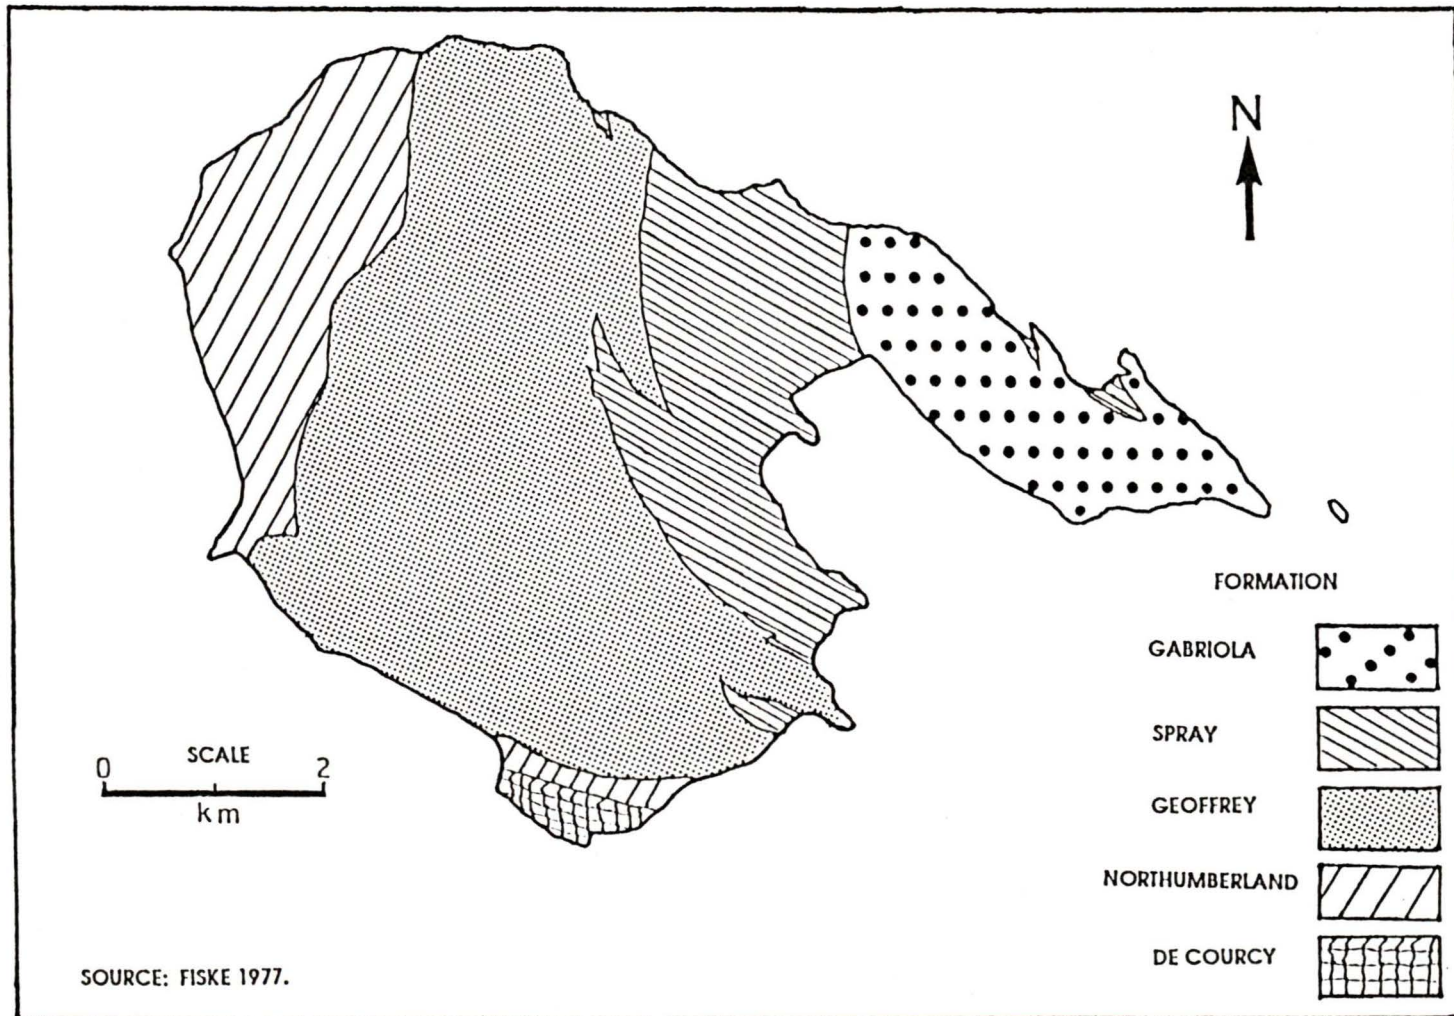 N
FORMATION
GABRIOLA
SPRAY
GEOFFREY
NORTHUMBERLAND
DE COURCY
SCALE
0 2
km
SOURCE: FISKE 1977.